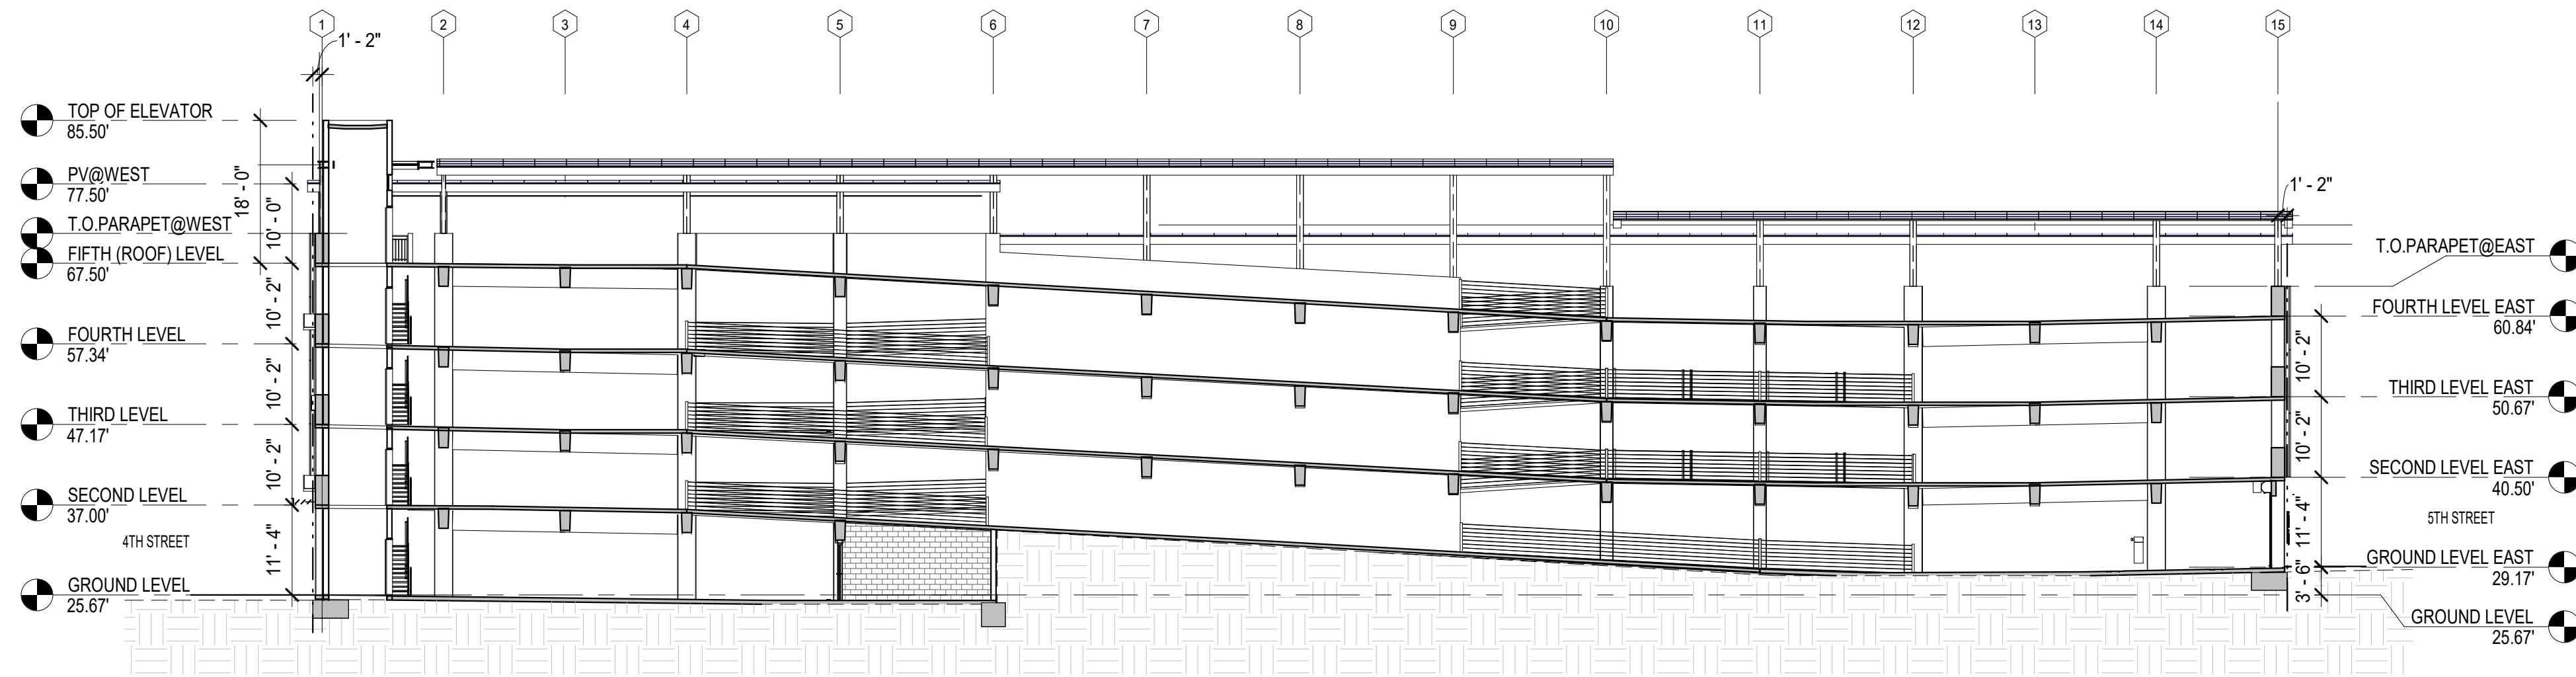 1 2 3 4 5 6 7 8 9 10 11 12 13 14 15
1' - 2"
TOP OF ELEVATOR
85.50'
PV@WEST
77.50'
T.O.PARAPET@WEST
FIFTH (ROOF) LEVEL
67.50'
FOURTH LEVEL
57.34'
THIRD LEVEL
47.17'
SECOND LEVEL
37.00'
4TH STREET
GROUND LEVEL
25.67'
18' - 0"
10' - 0"
10' - 2"
10' - 2"
10' - 2"
11' - 4"
1' - 2"
T.O.PARAPET@EAST
FOURTH LEVEL EAST
60.84'
THIRD LEVEL EAST
50.67'
SECOND LEVEL EAST
40.50'
5TH STREET
GROUND LEVEL EAST
29.17'
GROUND LEVEL
25.67'
10' - 2"
10' - 2"
11' - 4"
3' - 6"